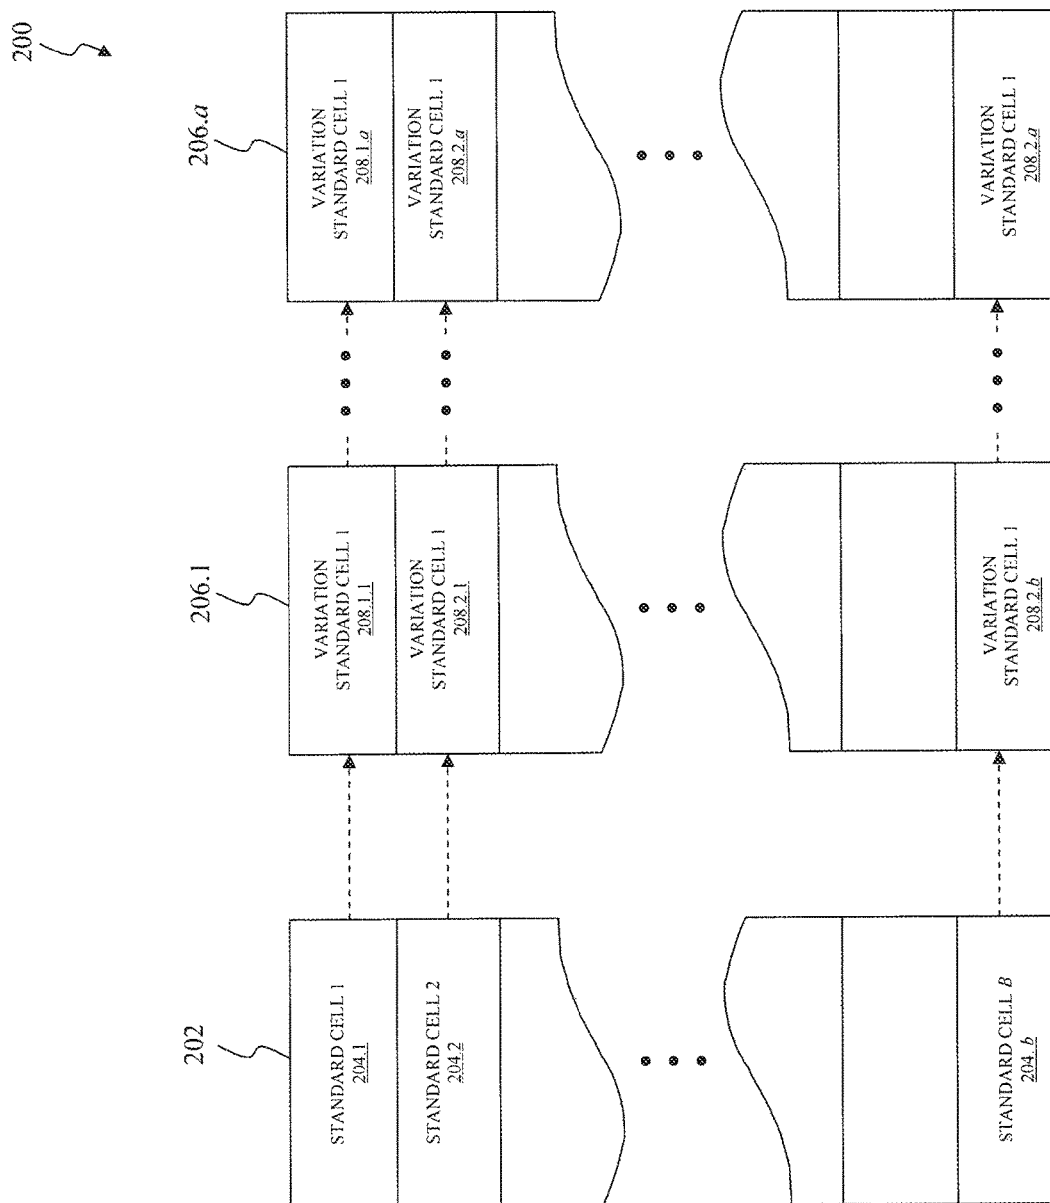 200
202
STANDARD CELL 1
204.1
STANDARD CELL 2
204.2
STANDARD CELL B
204.b
206.1
VARIATION
STANDARD CELL 1
208.1.1
VARIATION
STANDARD CELL 1
208.2.1
VARIATION
STANDARD CELL 1
208.2.b
206.a
VARIATION
STANDARD CELL 1
208.1.a
VARIATION
STANDARD CELL 1
208.2.a
VARIATION
STANDARD CELL 1
208.2.a